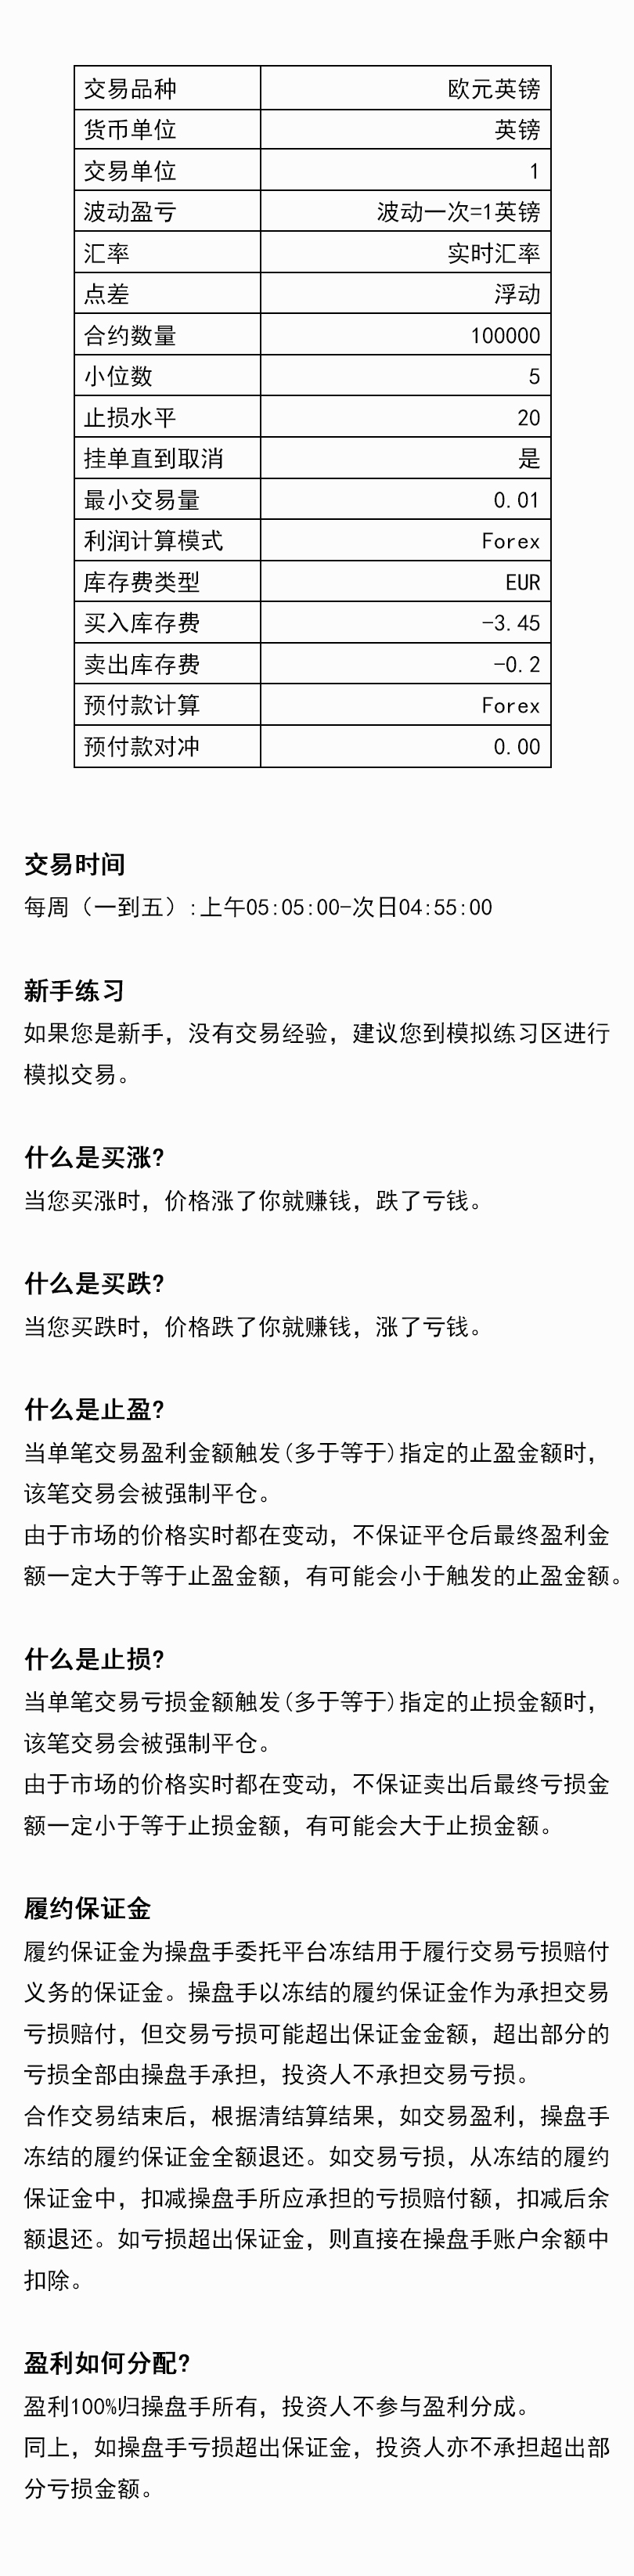 交易品种 欧元英镑
货币单位 英镑
交易单位 1
波动盈亏 波动一次=1英镑
汇率 实时汇率
点差 浮动
合约数量 100000
小位数 5
止损水平 20
挂单直到取消 是
最小交易量 0.01
利润计算模式 Forex
库存费类型 EUR
买入库存费 -3.45
卖出库存费 -0.2
预付款计算 Forex
预付款对冲 0.00
交易时间
每周（一到五）:上午05:05:00-次日04:55:00
新手练习
如果您是新手，没有交易经验，建议您到模拟练习区进行
模拟交易。
什么是买涨?
当您买涨时，价格涨了你就赚钱，跌了亏钱。
什么是买跌?
当您买跌时，价格跌了你就赚钱，涨了亏钱。
什么是止盈?
当单笔交易盈利金额触发(多于等于)指定的止盈金额时，
该笔交易会被强制平仓。
由于市场的价格实时都在变动，不保证平仓后最终盈利金
额一定大于等于止盈金额，有可能会小于触发的止盈金额。
什么是止损?
当单笔交易亏损金额触发(多于等于)指定的止损金额时，
该笔交易会被强制平仓。
由于市场的价格实时都在变动，不保证卖出后最终亏损金
额一定小于等于止损金额，有可能会大于止损金额。
履约保证金
履约保证金为操盘手委托平台冻结用于履行交易亏损赔付
义务的保证金。操盘手以冻结的履约保证金作为承担交易
亏损赔付，但交易亏损可能超出保证金金额，超出部分的
亏损全部由操盘手承担，投资人不承担交易亏损。
合作交易结束后，根据清结算结果，如交易盈利，操盘手
冻结的履约保证金全额退还。如交易亏损，从冻结的履约
保证金中，扣减操盘手所应承担的亏损赔付额，扣减后余
额退还。如亏损超出保证金，则直接在操盘手账户余额中
扣除。
盈利如何分配?
盈利100%归操盘手所有，投资人不参与盈利分成。
同上，如操盘手亏损超出保证金，投资人亦不承担超出部
分亏损金额。